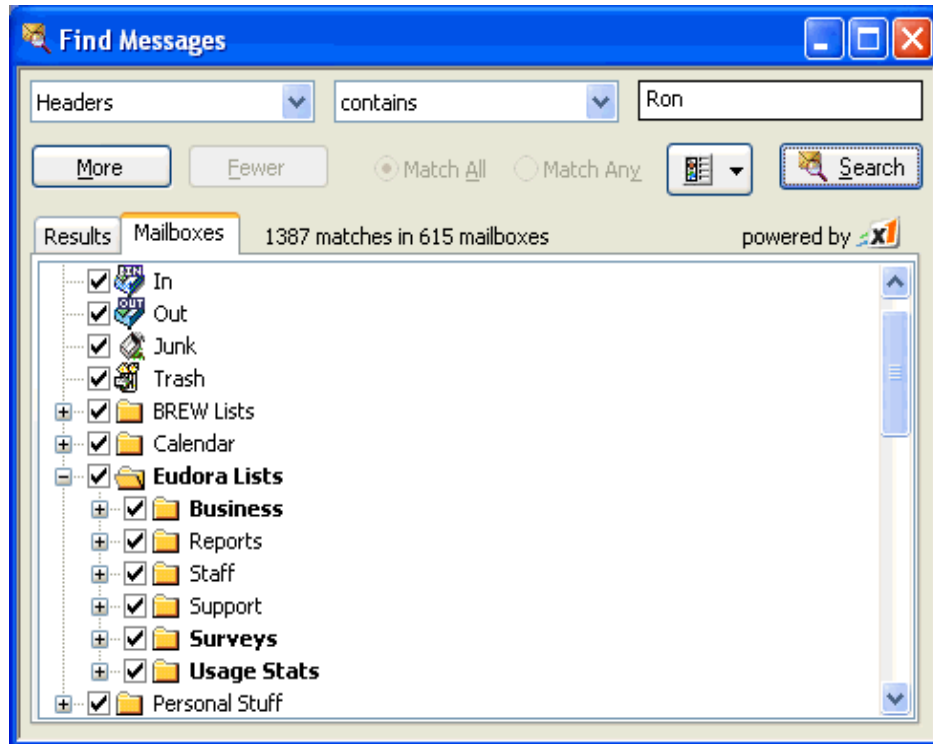 Find Messages
Headers contains Ron
More Fewer Match All Match Any Search
Results Mailboxes 1387 matches in 615 mailboxes powered by x1
IN In
OUT Out
Junk
Trash
BREW Lists
Calendar
Eudora Lists
Business
Reports
Staff
Support
Surveys
Usage Stats
Personal Stuff